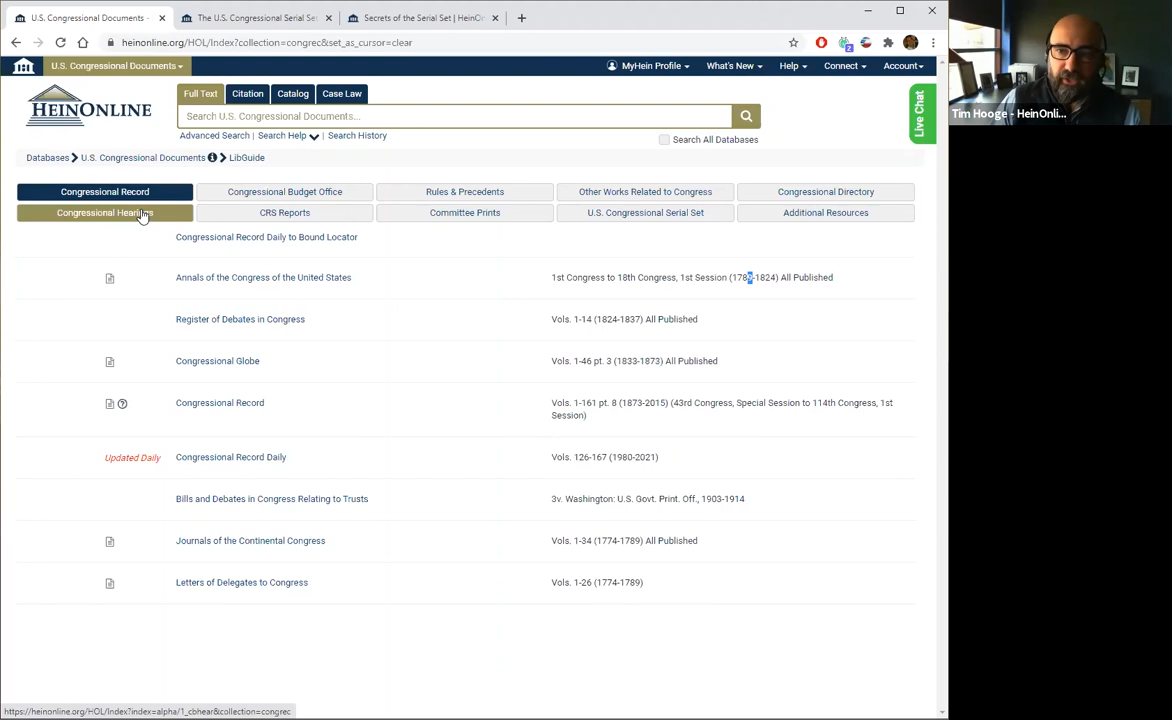 U.S. Congressional Documents -
The U.S. Congressional Serial Set
Secrets of the Serial Set | HeinOn
heinonline.org/HOL/Index?collection=congrec&set_as_cursor=clear
2
U.S. Congressional Documents
MyHein Profile
What's New
Help
Connect
Account
HEINONLINE
Full Text
Citation
Catalog
Case Law
Search U.S. Congressional Documents...
Advanced Search
Search Help
Search History
Search All Databases
Live Chat
Tim Hooge - HeinOnli...
Databases
U.S. Congressional Documents
LibGuide
Congressional Record
Congressional Budget Office
Rules & Precedents
Other Works Related to Congress
Congressional Directory
Congressional Hearings
CRS Reports
Committee Prints
U.S. Congressional Serial Set
Additional Resources
Congressional Record Daily to Bound Locator
Annals of the Congress of the United States
1st Congress to 18th Congress, 1st Session (1789-1824) All Published
Register of Debates in Congress
Vols. 1-14 (1824-1837) All Published
Congressional Globe
Vols. 1-46 pt. 3 (1833-1873) All Published
Congressional Record
Vols. 1-161 pt. 8 (1873-2015) (43rd Congress, Special Session to 114th Congress, 1st
Session)
Updated Daily
Congressional Record Daily
Vols. 126-167 (1980-2021)
Bills and Debates in Congress Relating to Trusts
3v. Washington: U.S. Govt. Print. Off., 1903-1914
Journals of the Continental Congress
Vols. 1-34 (1774-1789) All Published
Letters of Delegates to Congress
Vols. 1-26 (1774-1789)
https://heinonline.org/HOL/Index?index=alpha/1_cbhear&collection=congrec